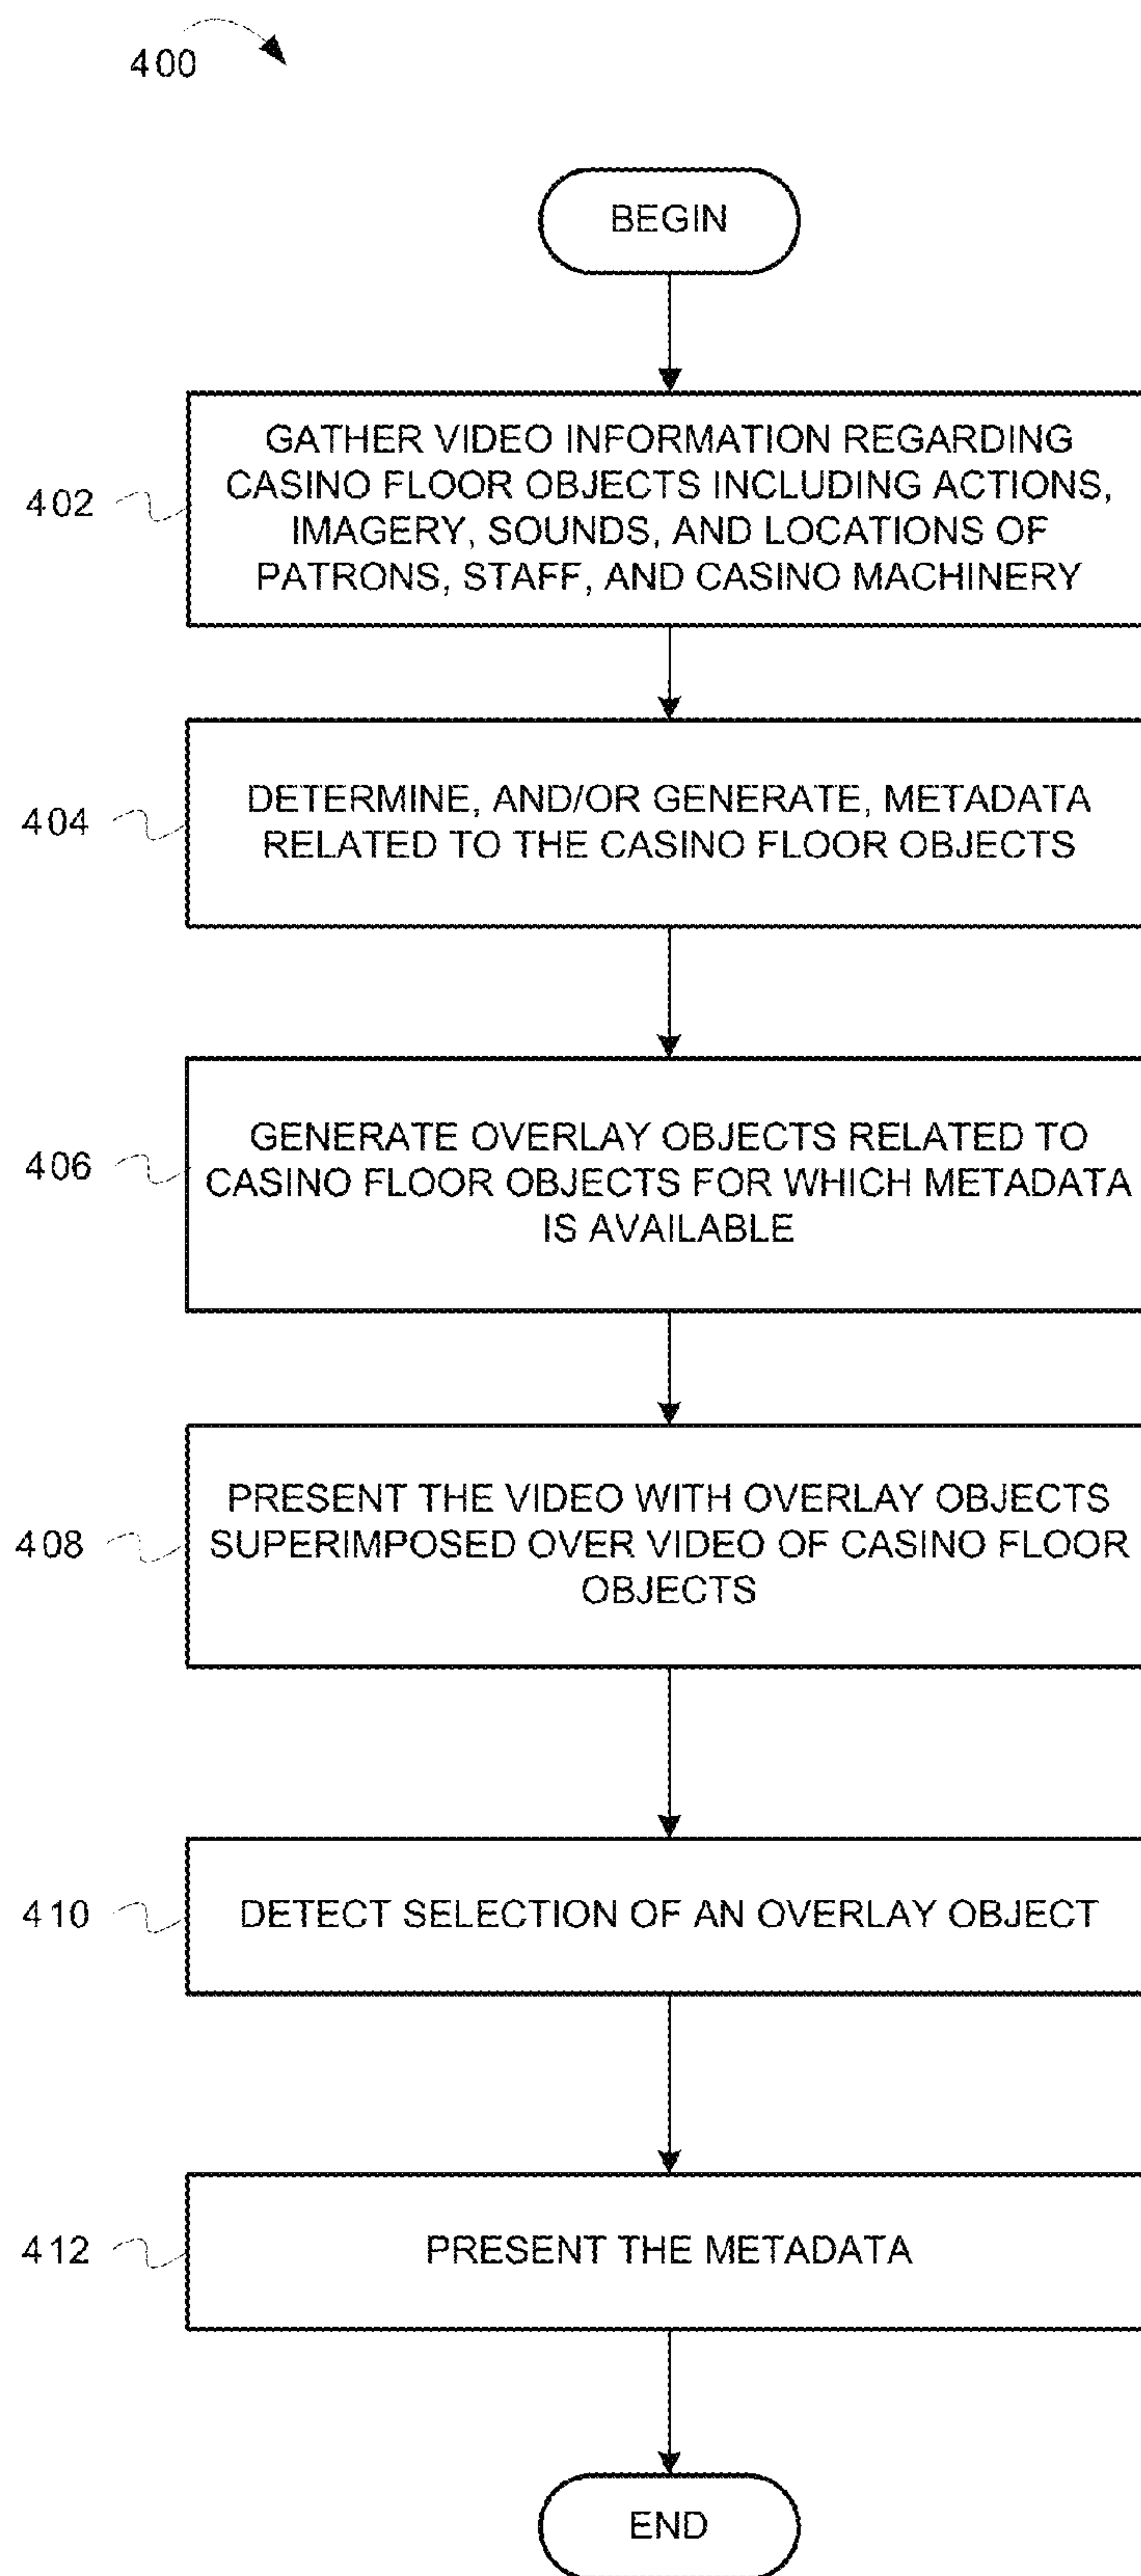 400
BEGIN
402
GATHER VIDEO INFORMATION REGARDING
CASINO FLOOR OBJECTS INCLUDING ACTIONS,
IMAGERY, SOUNDS, AND LOCATIONS OF
PATRONS, STAFF, AND CASINO MACHINERY
404
DETERMINE, AND/OR GENERATE, METADATA
RELATED TO THE CASINO FLOOR OBJECTS
406
GENERATE OVERLAY OBJECTS RELATED TO
CASINO FLOOR OBJECTS FOR WHICH METADATA
IS AVAILABLE
408
PRESENT THE VIDEO WITH OVERLAY OBJECTS
SUPERIMPOSED OVER VIDEO OF CASINO FLOOR
OBJECTS
410
DETECT SELECTION OF AN OVERLAY OBJECT
412
PRESENT THE METADATA
END